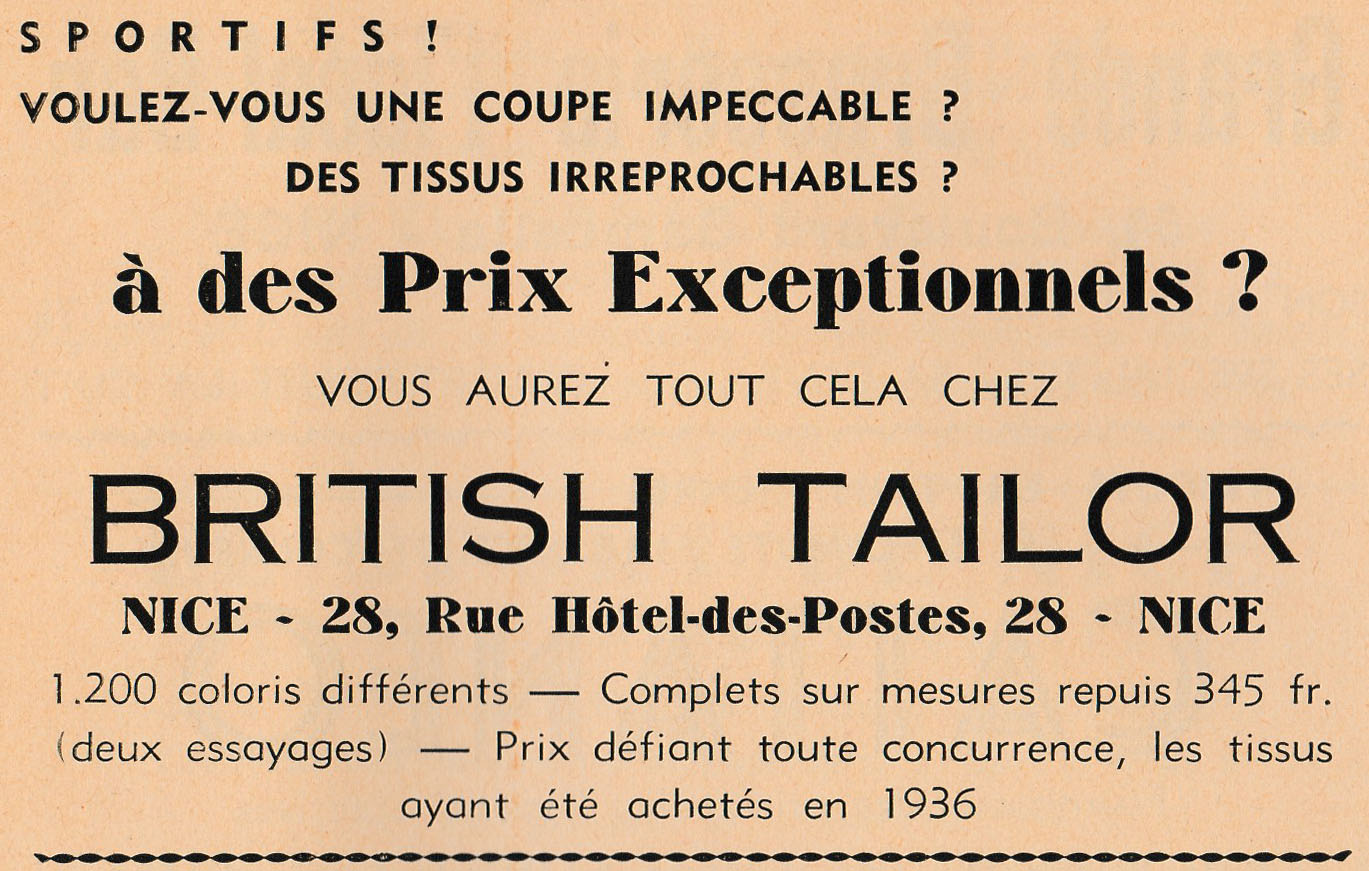 SPORTIFS !
VOULEZ-VOUS UNE COUPE IMPECCABLE ?
DES TISSUS IRREPROCHABLES ?
à des Prix Exceptionnels ?
VOUS AUREZ TOUT CELA CHEZ
BRITISH TAILOR
NICE - 28, Rue Hôtel-des-Postes, 28 - NICE
1.200 coloris différents — Complets sur mesures repuis 345 fr.
(deux essayages) — Prix défiant toute concurrence, les tissus
ayant été achetés en 1936